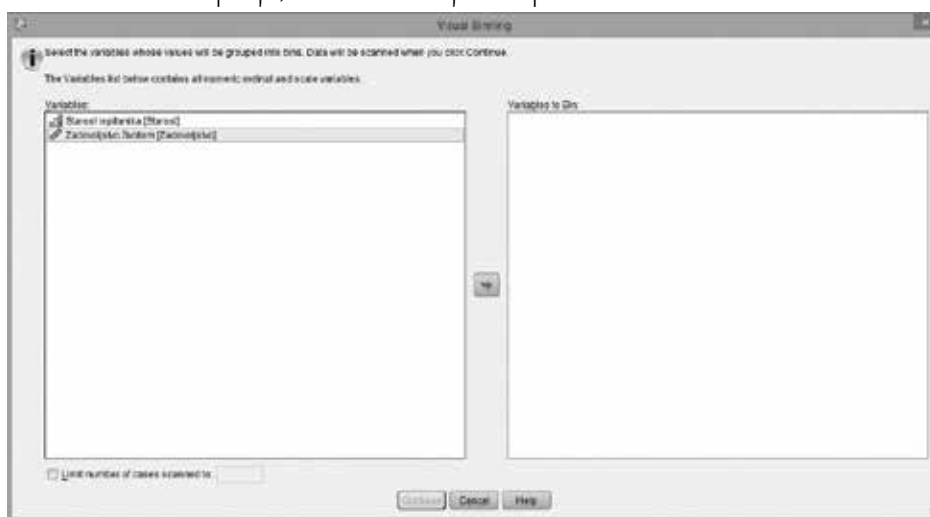 Visual Binning
Select the variables whose values will be grouped into bins. Data will be scanned when you click Continue.
The Variables list below contains all numeric ordinal and scale variables.
Variables:
Variables to Bin
Starost ispitanika [Starost]
Zadovoljstvo životom [Zadovoljstvo]
Limit number of cases scanned to:
Continue Cancel Help